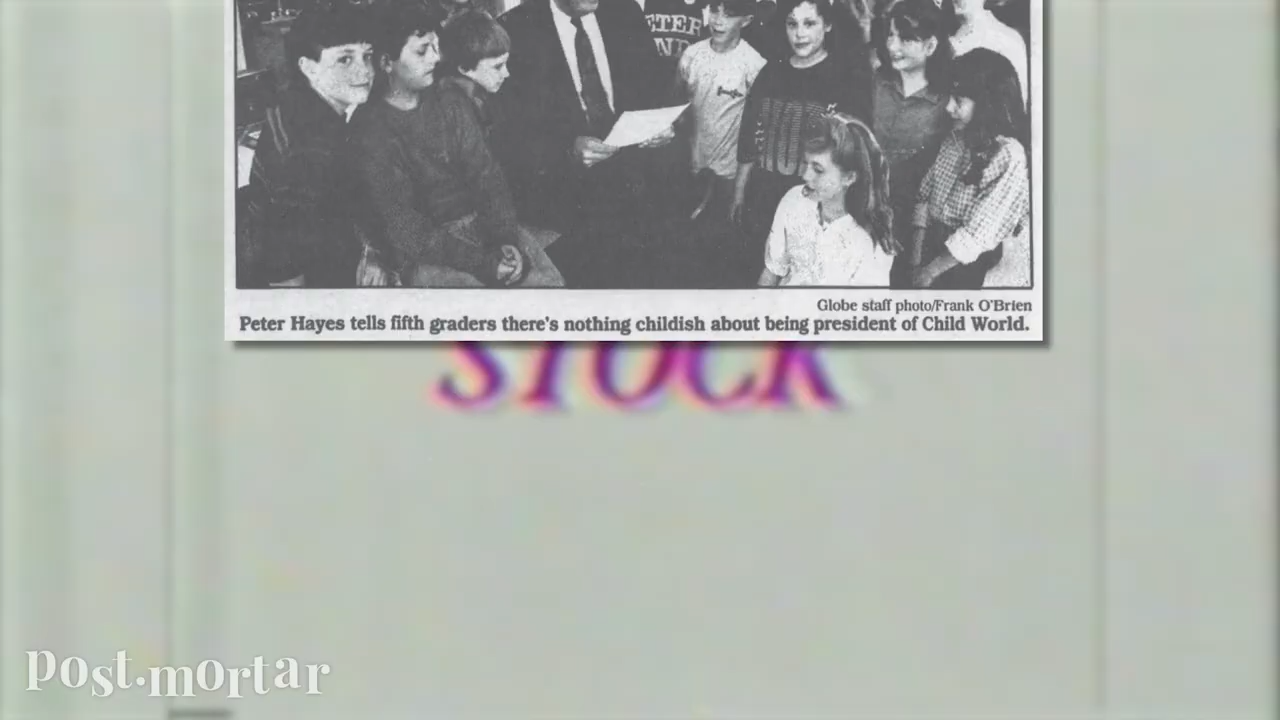 Globe staff photo/Frank O'Brien
Peter Hayes tells fifth graders there's nothing childish about being president of Child World.
STOCK
post.mortar